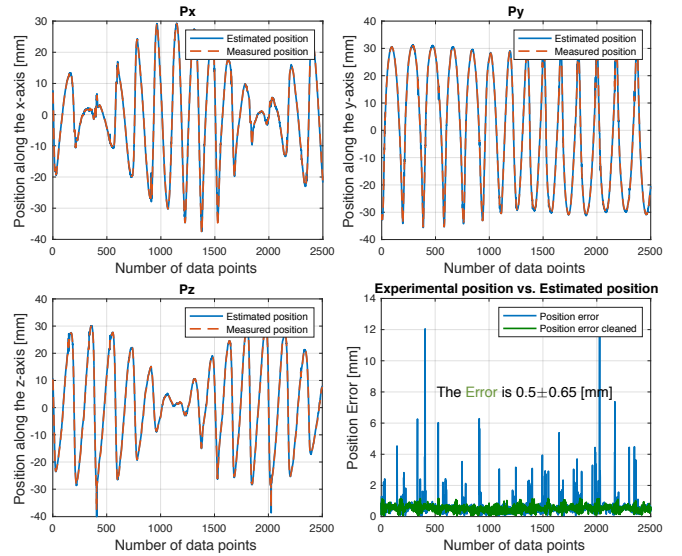 Px
Position along the x-axis [mm]
30
20
10
0
-10
-20
-30
-40
Estimated position
Measured position
0 500 1000 1500 2000 2500
Number of data points
Py
Position along the y-axis [mm]
40
30
20
10
0
-10
-20
-30
-40
Estimated position
Measured position
0 500 1000 1500 2000 2500
Number of data points
Pz
Position along the z-axis [mm]
40
30
20
10
0
-10
-20
-30
-40
Estimated position
Measured position
0 500 1000 1500 2000 2500
Number of data points
Experimental position vs. Estimated position
Position Error [mm]
14
12
10
8
6
4
2
0
Position error
Position error cleaned
The Error is 0.5±0.65 [mm]
0 500 1000 1500 2000 2500
Number of data points